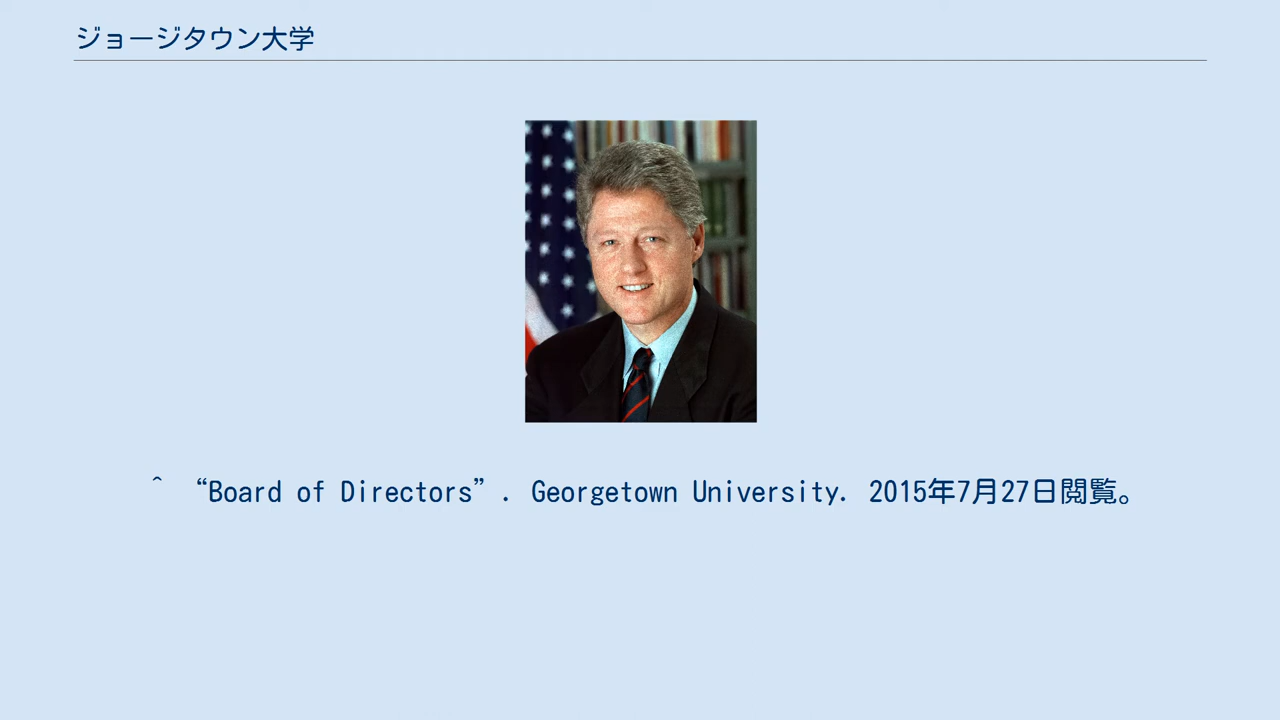 ジョージタウン大学
^ “Board of Directors”. Georgetown University. 2015年7月27日閲覧。